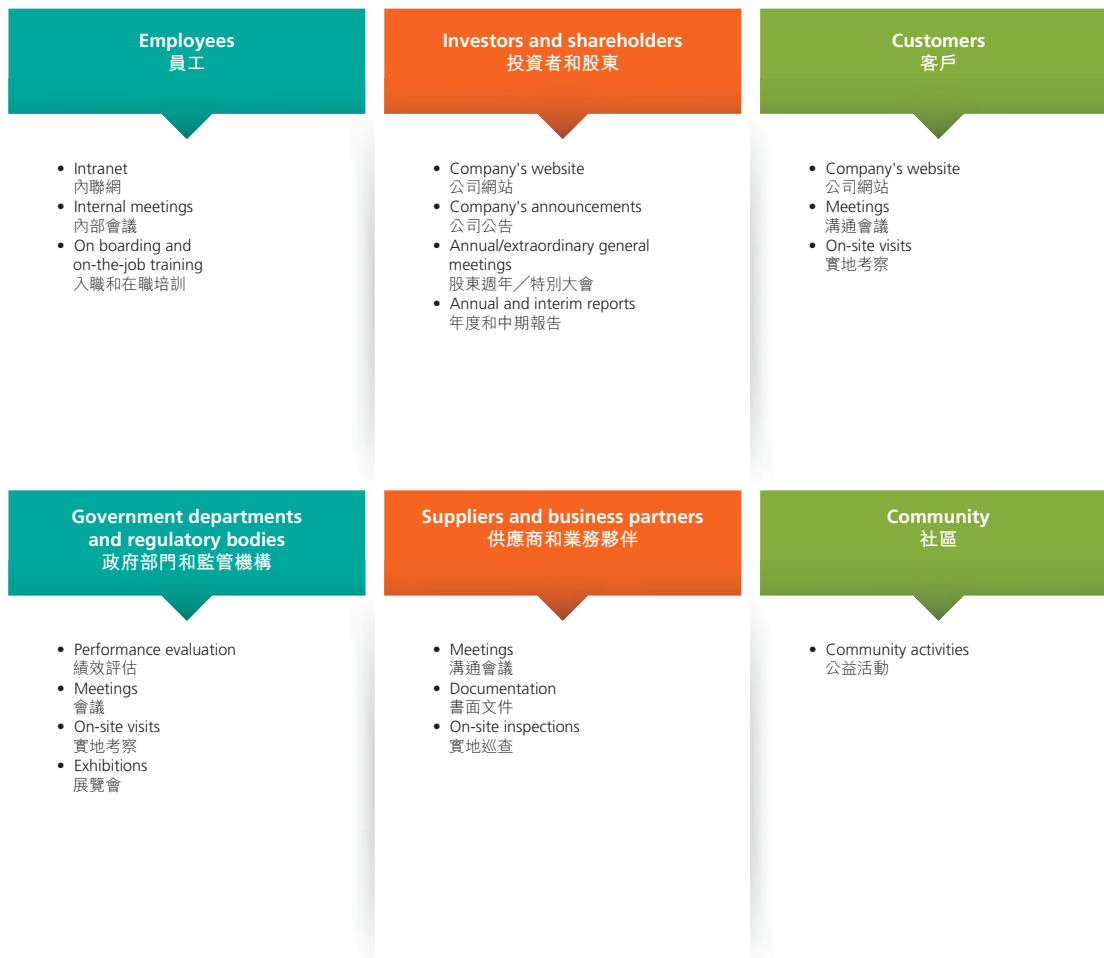 Employees
員工
• Intranet
內聯網
• Internal meetings
內部會議
• On boarding and
on-the-job training
入職和在職培訓
Investors and shareholders
投資者和股東
• Company's website
公司網站
• Company's announcements
公司公告
• Annual/extraordinary general
meetings
股東週年／特別大會
• Annual and interim reports
年度和中期報告
Customers
客戶
• Company's website
公司網站
• Meetings
溝通會議
• On-site visits
實地考察
Government departments
and regulatory bodies
政府部門和監管機構
• Performance evaluation
績效評估
• Meetings
會議
• On-site visits
實地考察
• Exhibitions
展覽會
Suppliers and business partners
供應商和業務夥伴
• Meetings
溝通會議
• Documentation
書面文件
• On-site inspections
實地巡查
Community
社區
• Community activities
公益活動